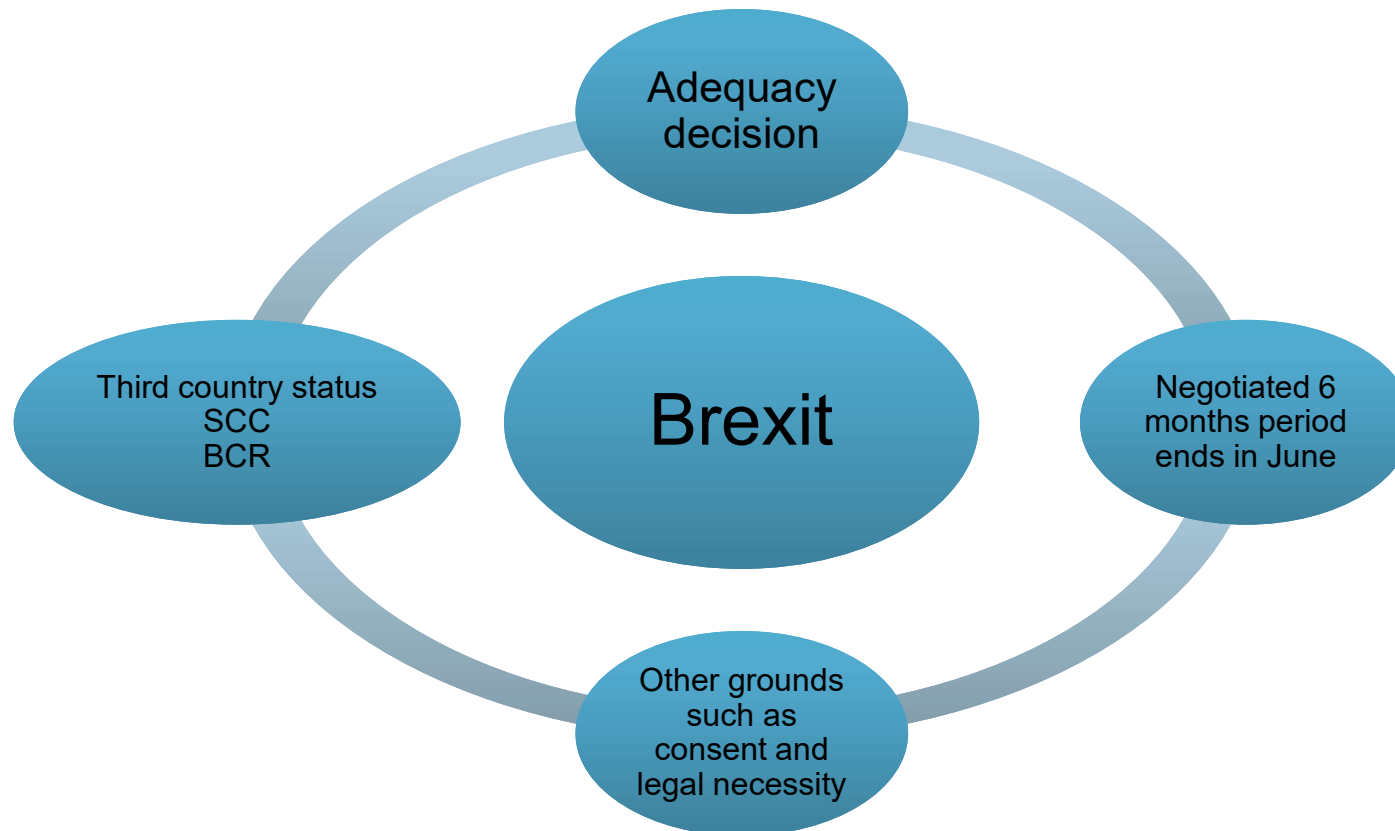 Adequacy
decision
Third country status
SCC
BCR
Brexit
Negotiated 6
months period
ends in June
Other grounds
such as
consent and
legal necessity